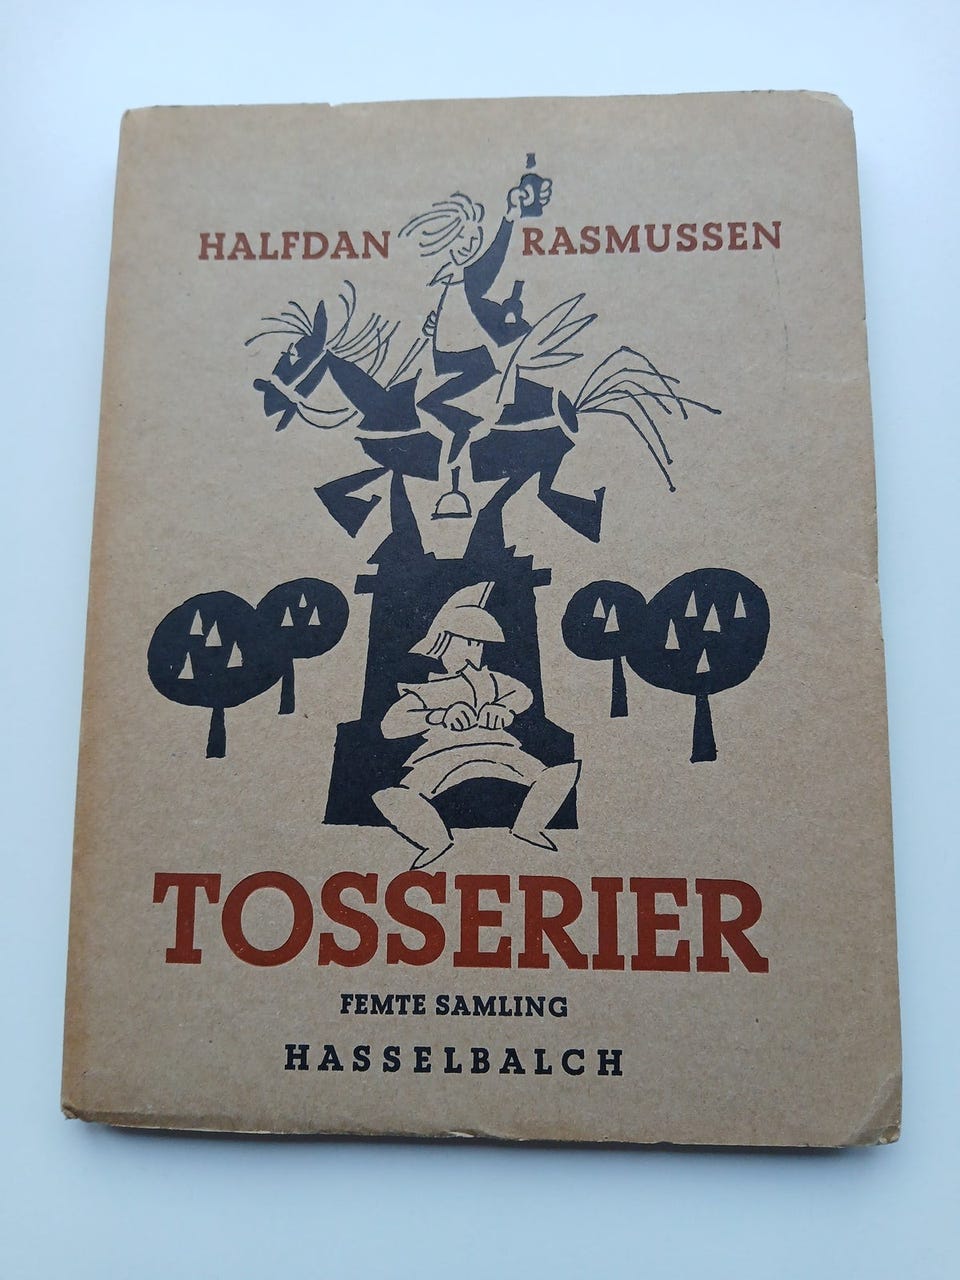 HALFDAN RASMUSSEN
TOSSERIER
FEMTE SAMLING
HASSELBALCH